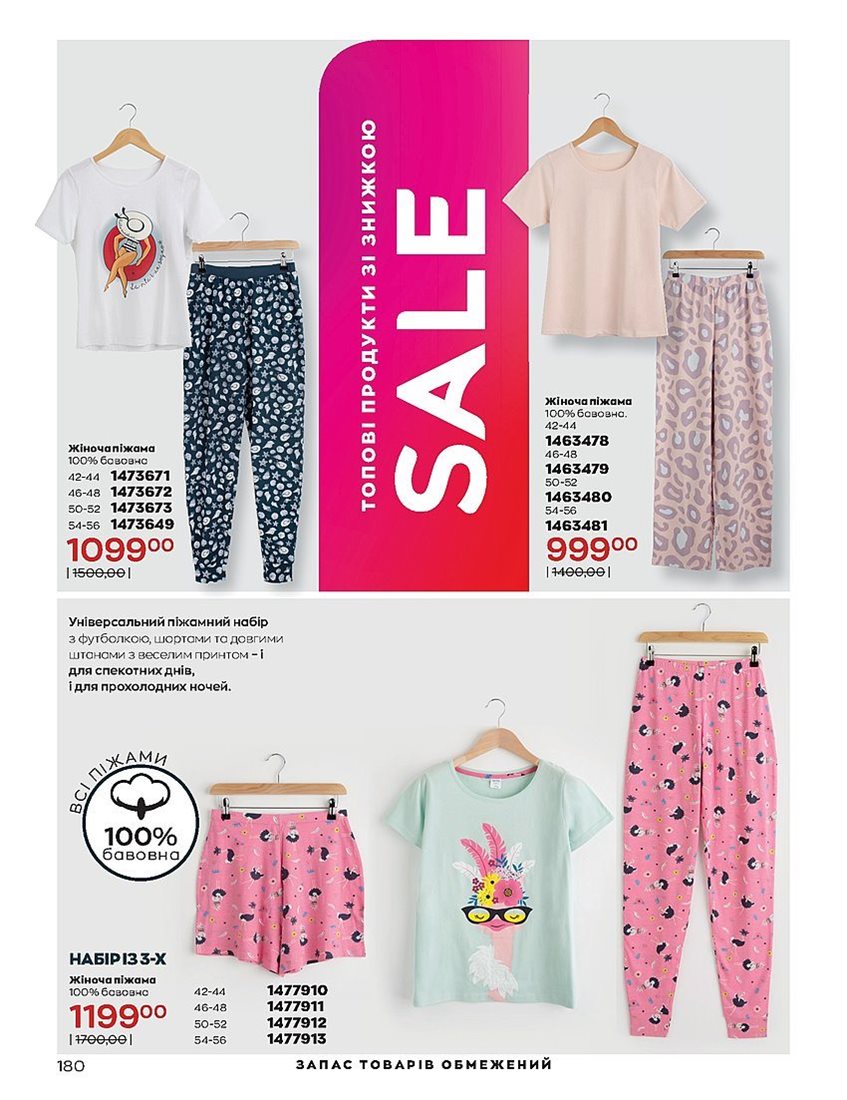 ТОПОВІ ПРОДУКТИ ЗІ ЗНИЖКОЮ
SALE
Жіноча піжама
100% бавовна
42-44 1473671
46-48 1473672
50-52 1473673
54-56 1473649
1099⁰⁰
|1500,00|
Жіноча піжама
100% бавовна.
42-44
1463478
46-48
1463479
50-52
1463480
54-56
1463481
999⁰⁰
|1400,00|
Універсальний піжамний набір
з футболкою, шортами та довгими
штанами з веселим принтом – і
для спекотних днів,
і для прохолодних ночей.
ВСІ ПІЖАМИ
100%
бавовна
НАБІР ІЗ 3-Х
Жіноча піжама
100% бавовна
1199⁰⁰
|1700,00|
42-44 1477910
46-48 1477911
50-52 1477912
54-56 1477913
180
ЗАПАС ТОВАРІВ ОБМЕЖЕНИЙ